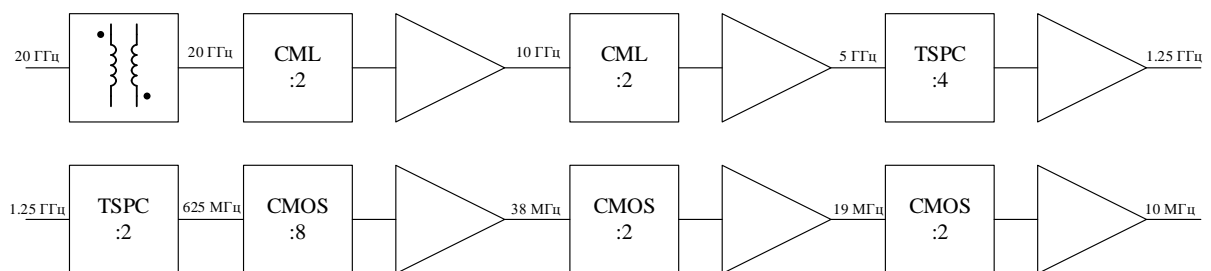 20 ГГц
20 ГГц
CML
:2
10 ГГц
CML
:2
5 ГГц
TSPC
:4
1.25 ГГц
1.25 ГГц
TSPC
:2
625 МГц
CMOS
:8
38 МГц
CMOS
:2
19 МГц
CMOS
:2
10 МГц